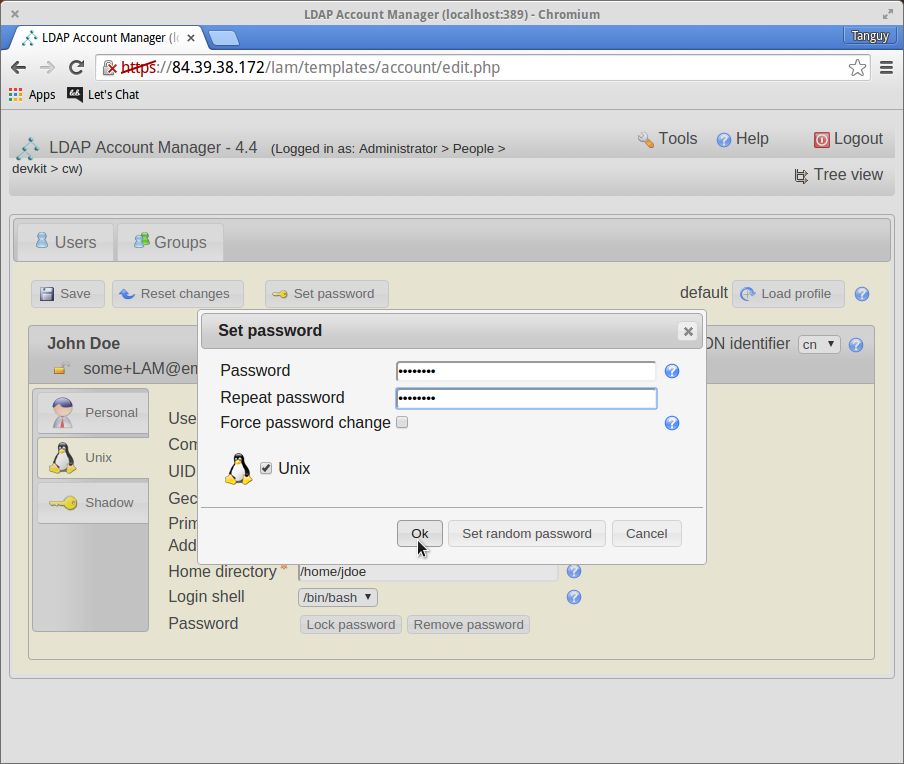 LDAP Account Manager (localhost:389) - Chromium
LDAP Account Manager (l
Tanguy
https://84.39.38.172/lam/templates/account/edit.php
Apps
Let's Chat
LDAP Account Manager - 4.4 (Logged in as: Administrator > People >
devkit > cw)
Tools
Help
Logout
Tree view
Users
Groups
Save
Reset changes
Set password
default
Load profile
John Doe
DN identifier
cn
some+LAM@em
Set password
Password
••••••••
Repeat password
••••••••
Force password change
Unix
Ok
Set random password
Cancel
Personal
Unix
Shadow
Use
Com
UID
Gec
Prim
Add
Home directory *
/home/jdoe
Login shell
/bin/bash
Password
Lock password
Remove password